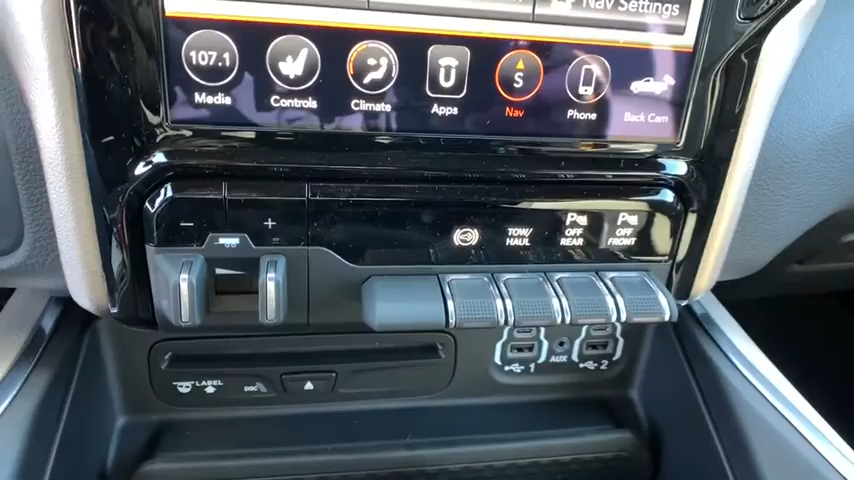 Nav Settings
107.1
S
Media
Controls
Climate
Apps
Nav
Phone
Back Cam
− +
TOW/
HAUL
OFF
REAR
OFF
FRONT
LABEL
DISC
1
AUX
2